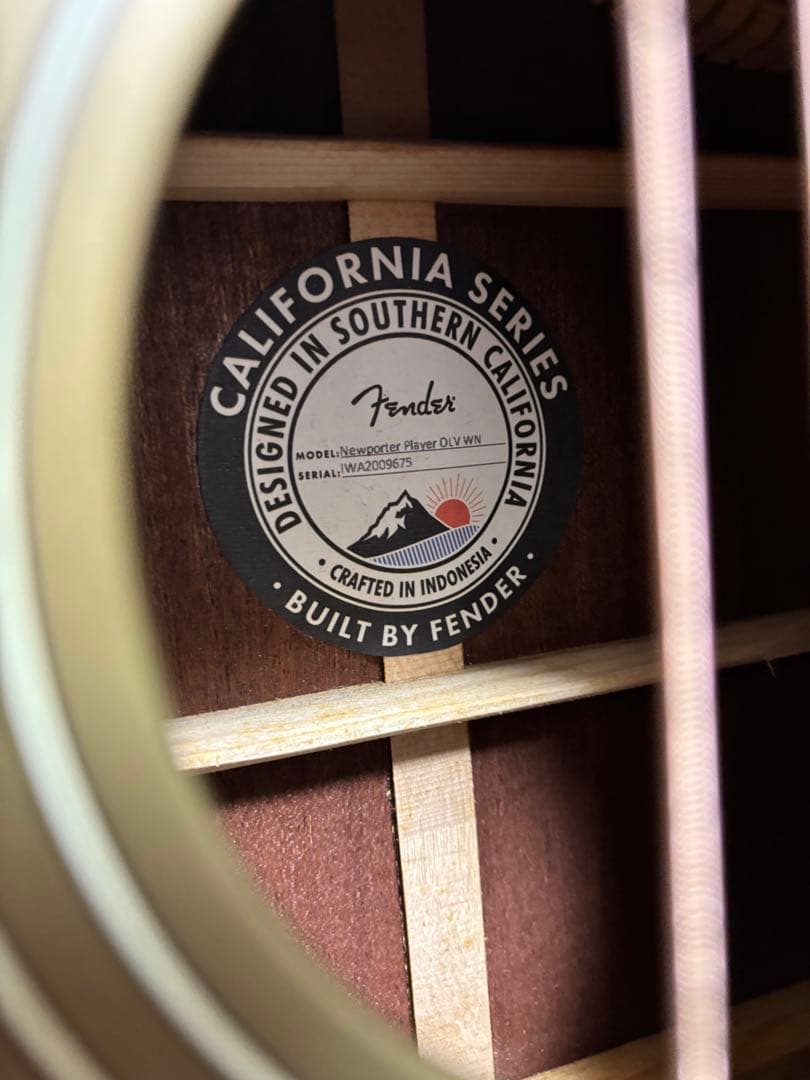 CALIFORNIA SERIES
DESIGNED IN SOUTHERN CALIFORNIA
Fender
MODEL: Newporter Player OLV WN
SERIAL: IWA2009675
• CRAFTED IN INDONESIA •
• BUILT BY FENDER •